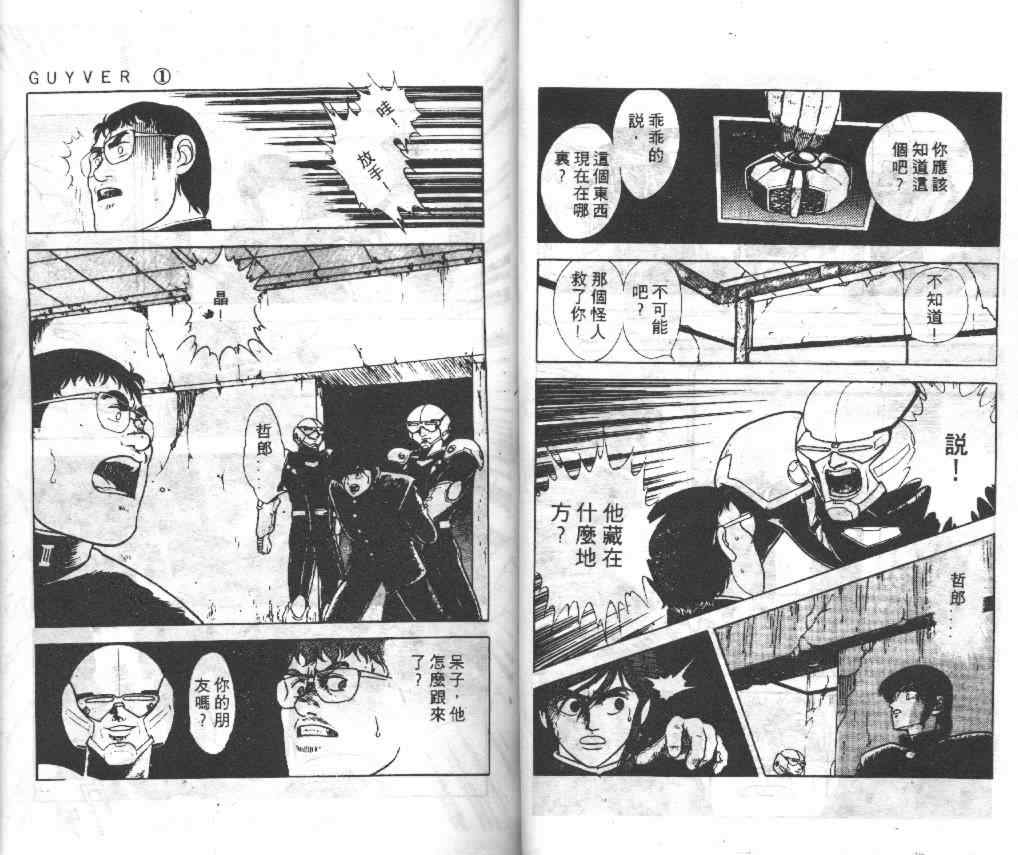 你應該
知道這
個吧？
乖乖的
說．
這個東西
現在在哪
裏？
不知道！
不可能
吧？
那個怪人
救了你！
說！
他藏在
什麼地
方？
哲郎
．．．
GUYVER ①
哇！
放手！
晶！
哲郎
．．．
呆子，他
怎麼跟來
了？
你的朋
友嗎？